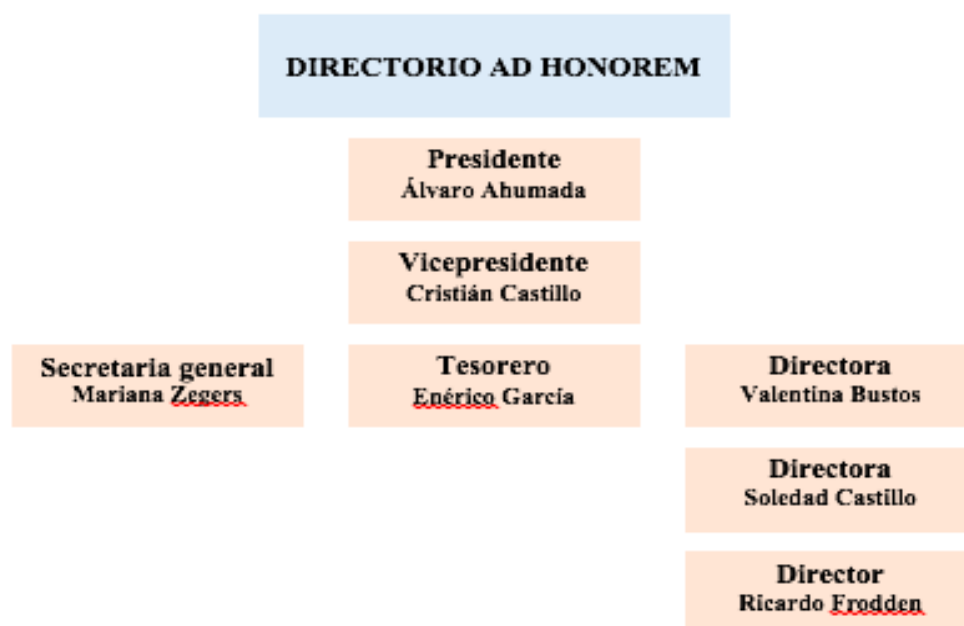 DIRECTORIO AD HONOREM
Presidente
Álvaro Ahumada
Vicepresidente
Cristián Castillo
Secretaria general
Mariana Zegers
Tesorero
Enérico García
Directora
Valentina Bustos
Directora
Soledad Castillo
Director
Ricardo Frodden